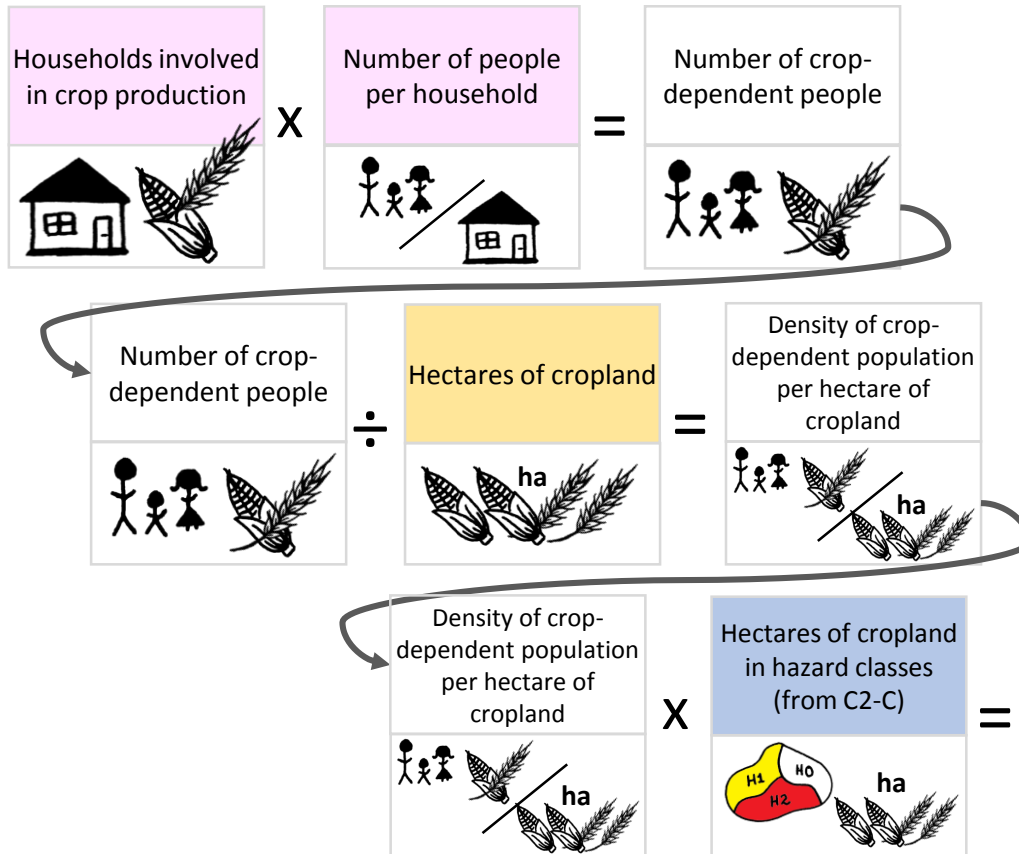 Households involved
in crop production
x
Number of people
per household
=
Number of crop-
dependent people
Number of crop-
dependent people
÷
Hectares of cropland
ha
=
Density of crop-
dependent population
per hectare of
cropland
ha
Density of crop-
dependent population
per hectare of
cropland
ha
x
Hectares of cropland
in hazard classes
(from C2-C)
H1
H0
H2
ha
=